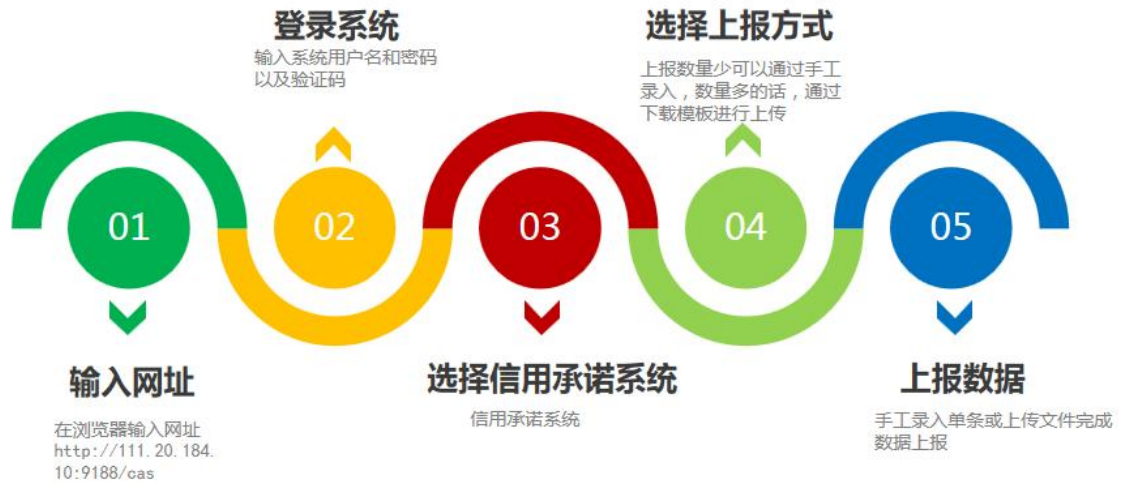 登录系统
输入系统用户名和密码
以及验证码
选择上报方式
上报数量少可以通过手工
录入，数量多的话，通过
下载模板进行上传
01
02
03
04
05
输入网址
在浏览器输入网址
http://111.20.184.
10:9188/cas
选择信用承诺系统
信用承诺系统
上报数据
手工录入单条或上传文件完成
数据上报